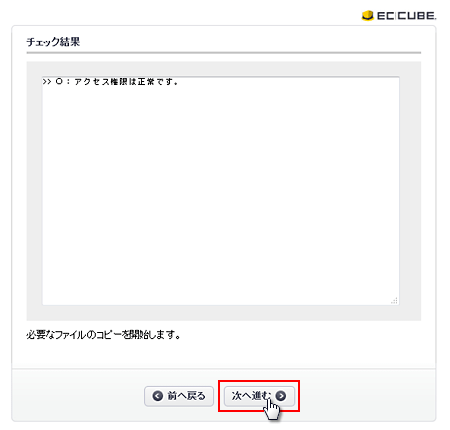 EC CUBE.
チェック結果
>> ○：アクセス権限は正常です。
必要なファイルのコピーを開始します。
前へ戻る 次へ進む